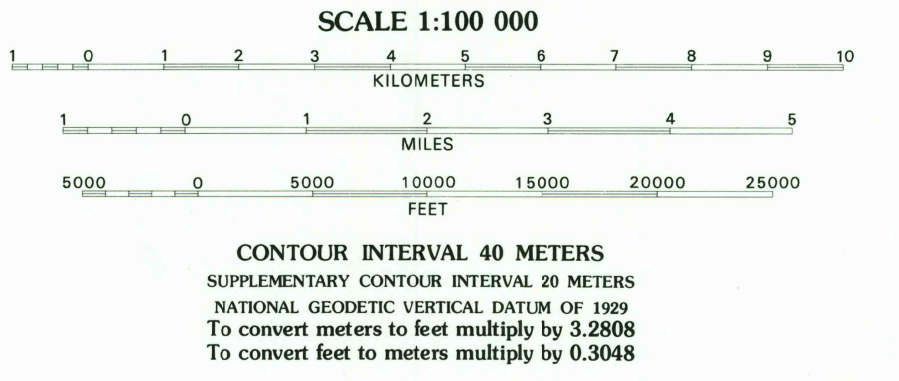 SCALE 1:100 000
1 0 1 2 3 4 5 6 7 8 9 10
KILOMETERS
1 0 1 2 3 4 5
MILES
5000 0 5000 10000 15000 20000 25000
FEET
CONTOUR INTERVAL 40 METERS
SUPPLEMENTARY CONTOUR INTERVAL 20 METERS
NATIONAL GEODETIC VERTICAL DATUM OF 1929
To convert meters to feet multiply by 3.2808
To convert feet to meters multiply by 0.3048